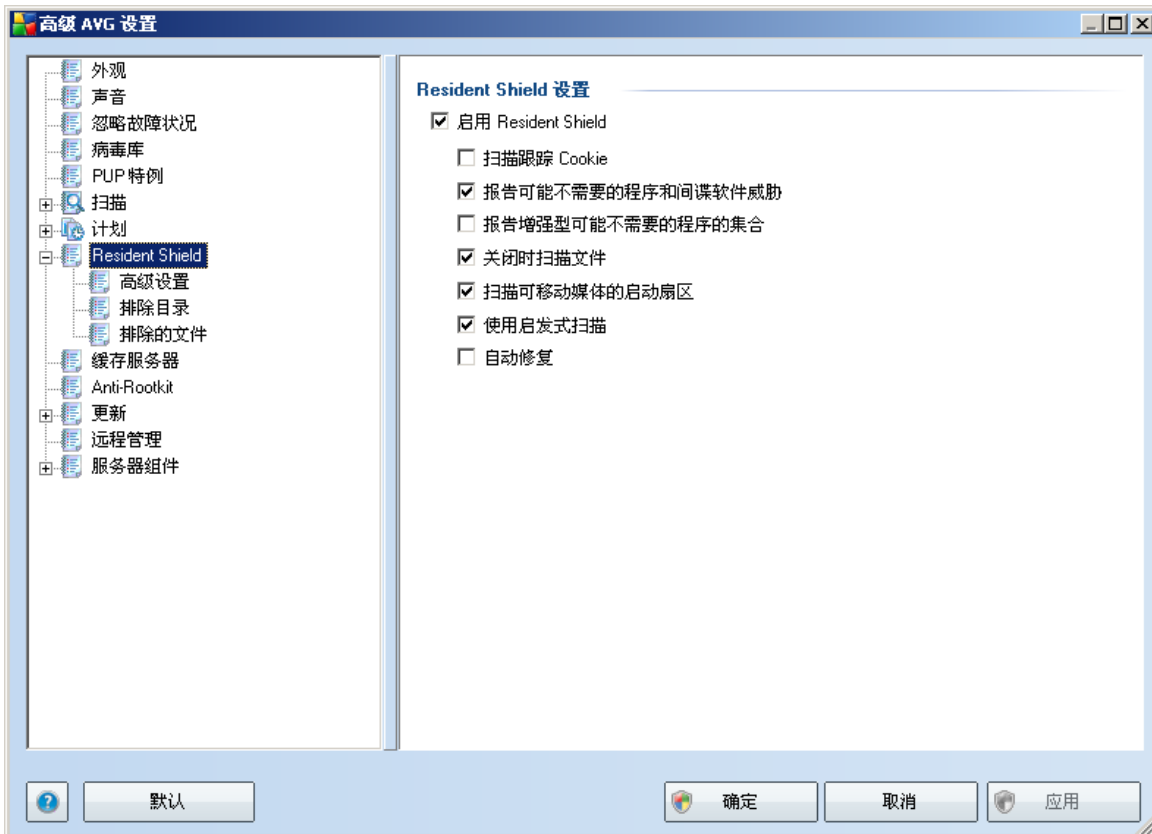 高级 AVG 设置
外观
声音
忽略故障状况
病毒库
PUP 特例
扫描
计划
Resident Shield
高级设置
排除目录
排除的文件
缓存服务器
Anti-Rootkit
更新
远程管理
服务器组件
Resident Shield 设置
启用 Resident Shield
扫描跟踪 Cookie
报告可能不需要的程序和间谍软件威胁
报告增强型可能不需要的程序的集合
关闭时扫描文件
扫描可移动媒体的启动扇区
使用启发式扫描
自动修复
默认
确定
取消
应用